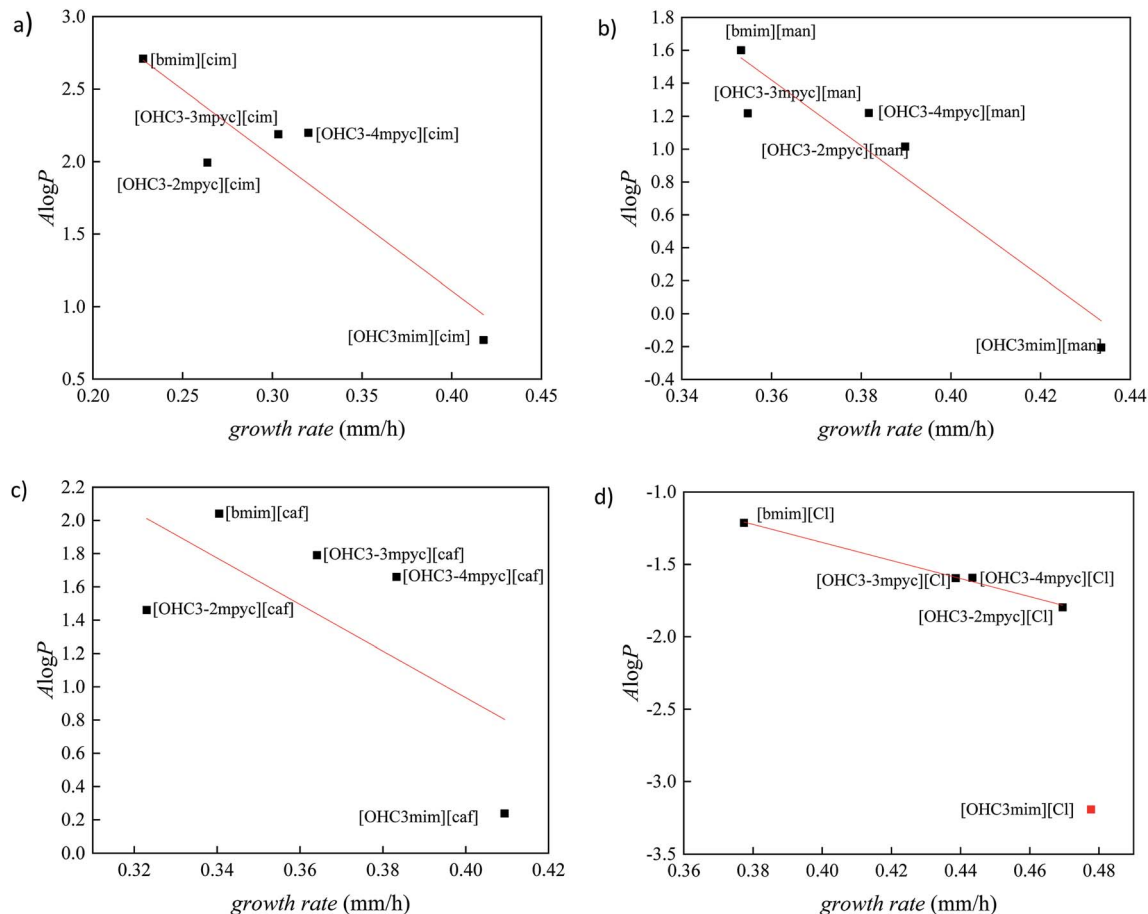 a)
3.0
2.5
2.0
1.5
1.0
0.5
AlogP
[bmim][cim]
[OHC3-3mpyc][cim]
[OHC3-4mpyc][cim]
[OHC3-2mpyc][cim]
[OHC3mim][cim]
0.20
0.25
0.30
0.35
0.40
0.45
growth rate (mm/h)
b)
1.8
1.6
1.4
1.2
1.0
0.8
0.6
0.4
0.2
0.0
-0.2
-0.4
AlogP
[bmim][man]
[OHC3-3mpyc][man]
[OHC3-4mpyc][man]
[OHC3-2mpyc][man]
[OHC3mim][man]
0.34
0.36
0.38
0.40
0.42
0.44
growth rate (mm/h)
c)
2.2
2.0
1.8
1.6
1.4
1.2
1.0
0.8
0.6
0.4
0.2
0.0
AlogP
[bmim][caf]
[OHC3-3mpyc][caf]
[OHC3-4mpyc][caf]
[OHC3-2mpyc][caf]
[OHC3mim][caf]
0.32
0.34
0.36
0.38
0.40
0.42
growth rate (mm/h)
d)
-1.0
-1.5
-2.0
-2.5
-3.0
-3.5
AlogP
[bmim][Cl]
[OHC3-3mpyc][Cl]
[OHC3-4mpyc][Cl]
[OHC3-2mpyc][Cl]
[OHC3mim][Cl]
0.36
0.38
0.40
0.42
0.44
0.46
0.48
growth rate (mm/h)